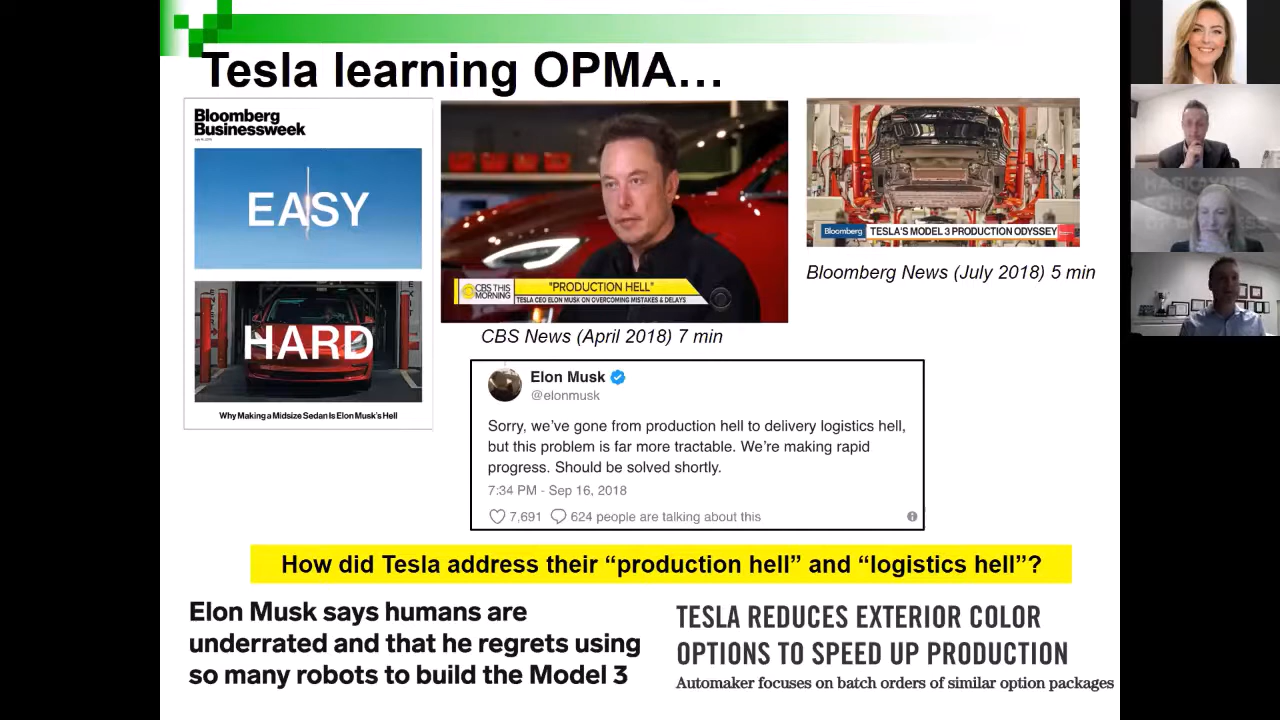 Tesla learning OPMA...
Bloomberg
Businessweek
EASY
HARD
Why Making a Midsize Sedan Is Elon Musk's Hell
CBS THIS
MORNING
"PRODUCTION HELL"
TESLA CEO ELON MUSK ON OVERCOMING MISTAKES & DELAYS
CBS News (April 2018) 7 min
Bloomberg
TESLA'S MODEL 3 PRODUCTION ODYSSEY
Bloomberg News (July 2018) 5 min
Elon Musk
@elonmusk
Sorry, we've gone from production hell to delivery logistics hell,
but this problem is far more tractable. We're making rapid
progress. Should be solved shortly.
7:34 PM - Sep 16, 2018
7,691 624 people are talking about this
How did Tesla address their “production hell” and “logistics hell”?
Elon Musk says humans are
underrated and that he regrets using
so many robots to build the Model 3
TESLA REDUCES EXTERIOR COLOR
OPTIONS TO SPEED UP PRODUCTION
Automaker focuses on batch orders of similar option packages
HASKAYNE